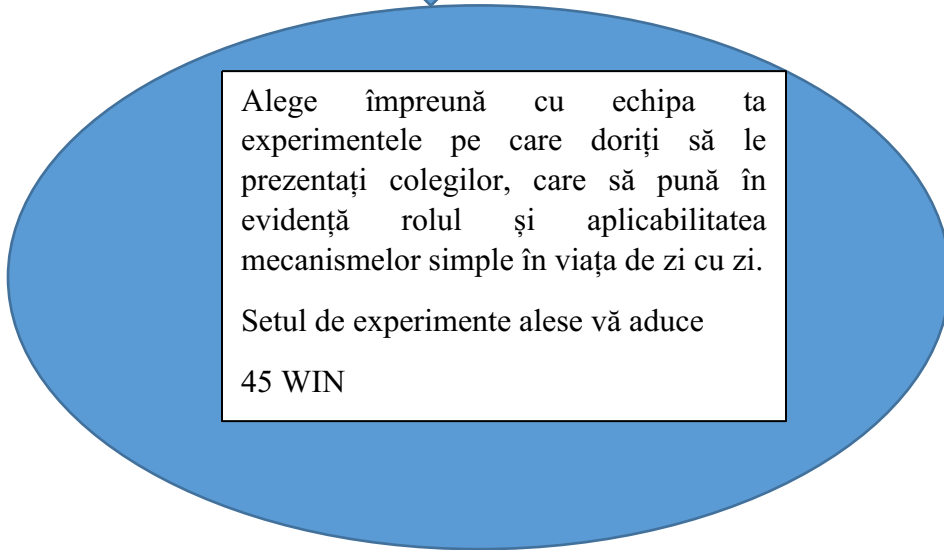 Alege împreună cu echipa ta
experimentele pe care doriți să le
prezentați colegilor, care să pună în
evidență rolul și aplicabilitatea
mecanismelor simple în viața de zi cu zi.
Setul de experimente alese vă aduce
45 WIN